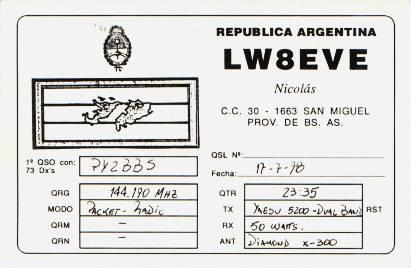 REPUBLICA ARGENTINA
LW8EVE
Nicolás
C.C. 30 - 1663 SAN MIGUEL
PROV. DE BS. AS.
1º QSO con: PY2BBS
73 Dx's
QSL Nº:
Fecha: 17-7-98
QRG 144.190 MHz
MODO PACKET - RADIO
QRM —
QRN —
QTR 23:35
TX YAESU 5200 - DUAL BAND RST
RX 50 WATTS.
ANT DIAMOND X-300